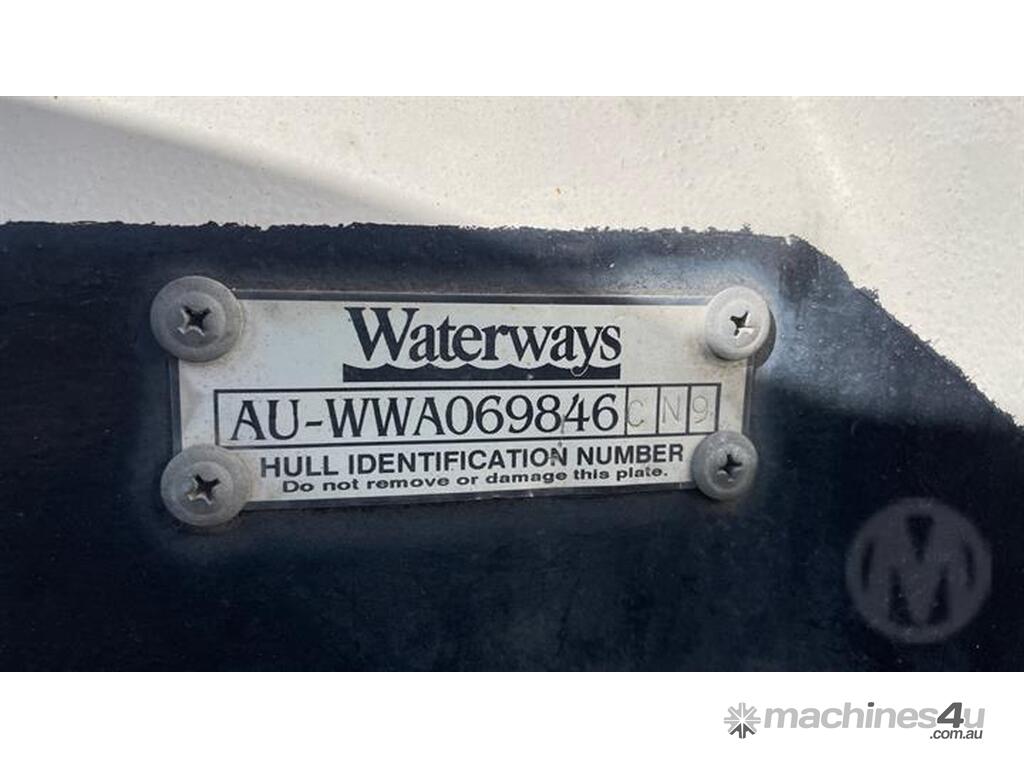 Waterways
AU-WWA069846CN9
HULL IDENTIFICATION NUMBER
Do not remove or damage this plate.
M
machines4u
.com.au